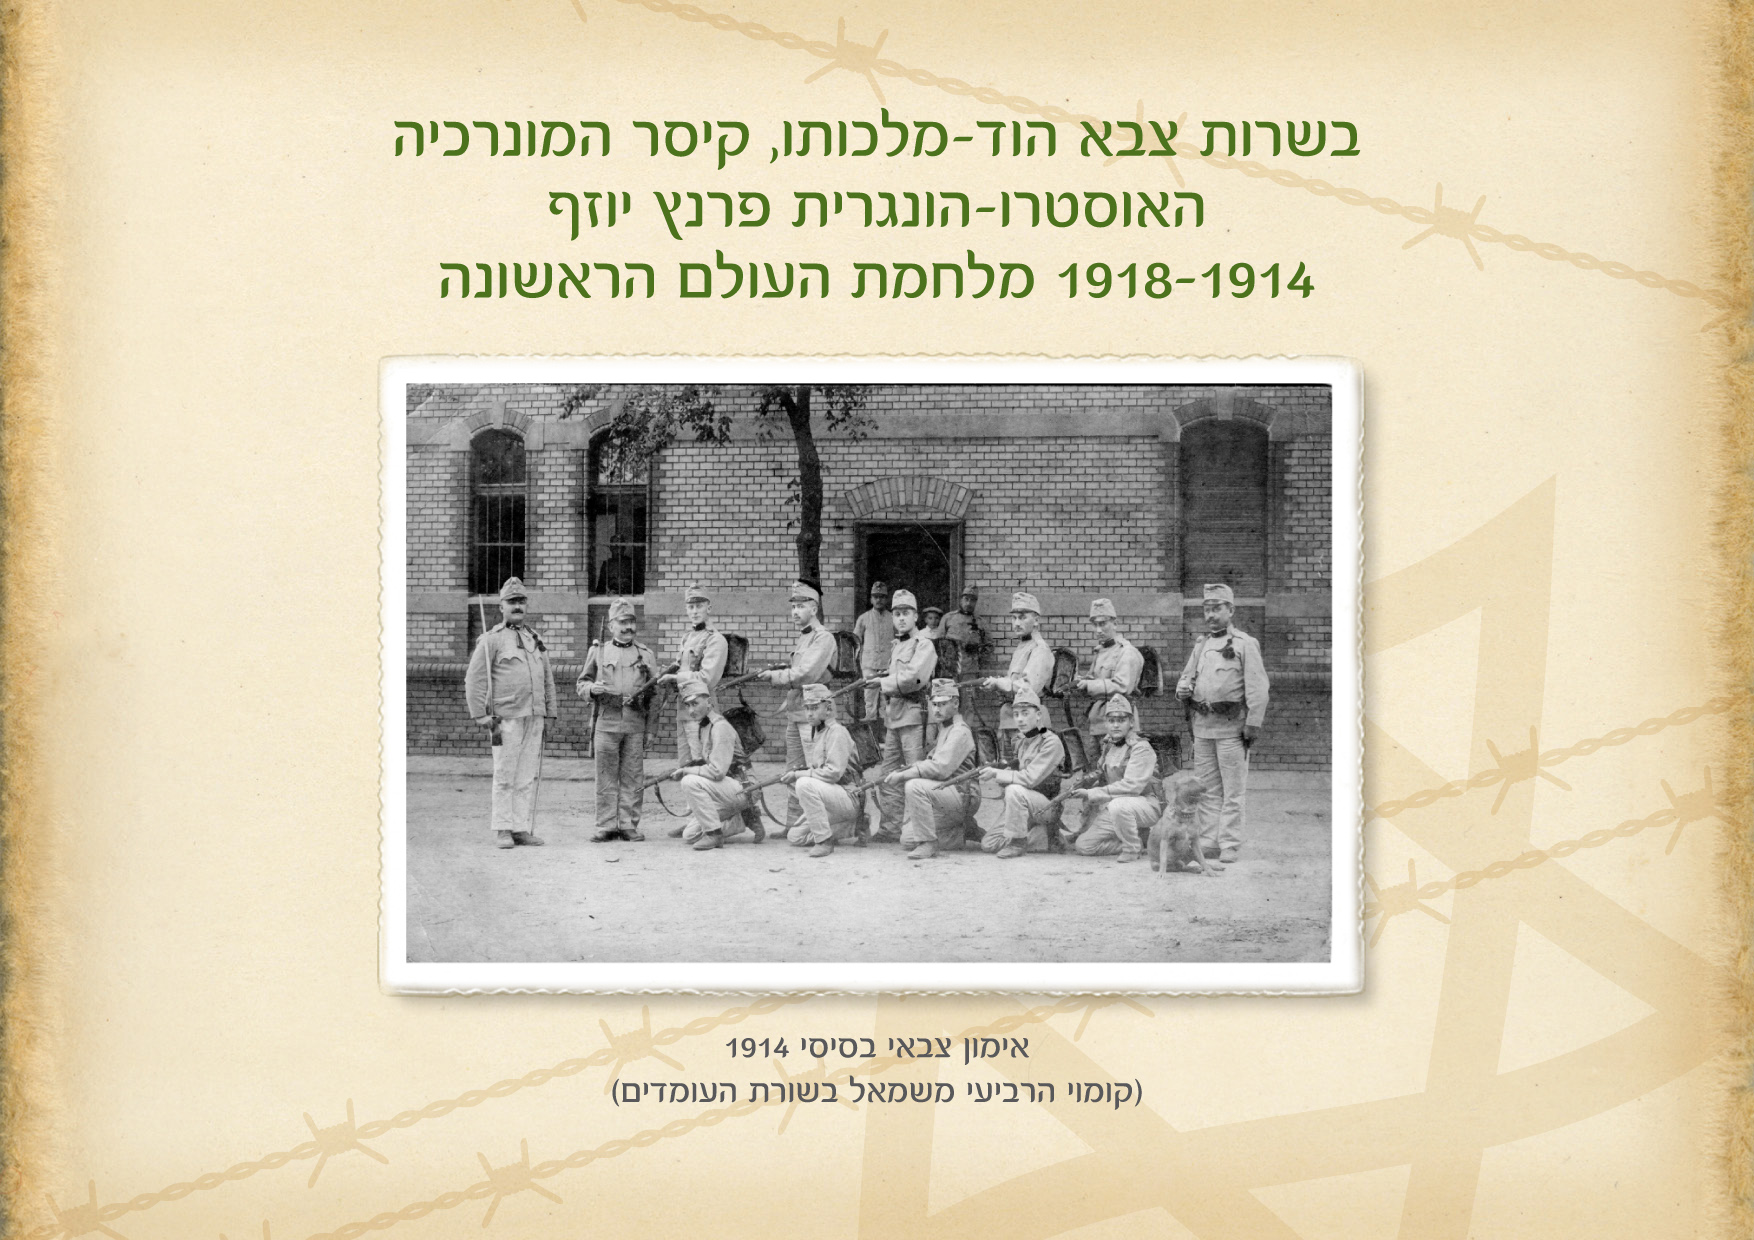 בשרות צבא הוד-מלכותו, קיסר המונרכיה
האוסטרו-הונגרית פרנץ יוזף
1918-1914 מלחמת העולם הראשונה
אימון צבאי בסיסי 1914
(קומוי הרביעי משמאל בשורת העומדים)